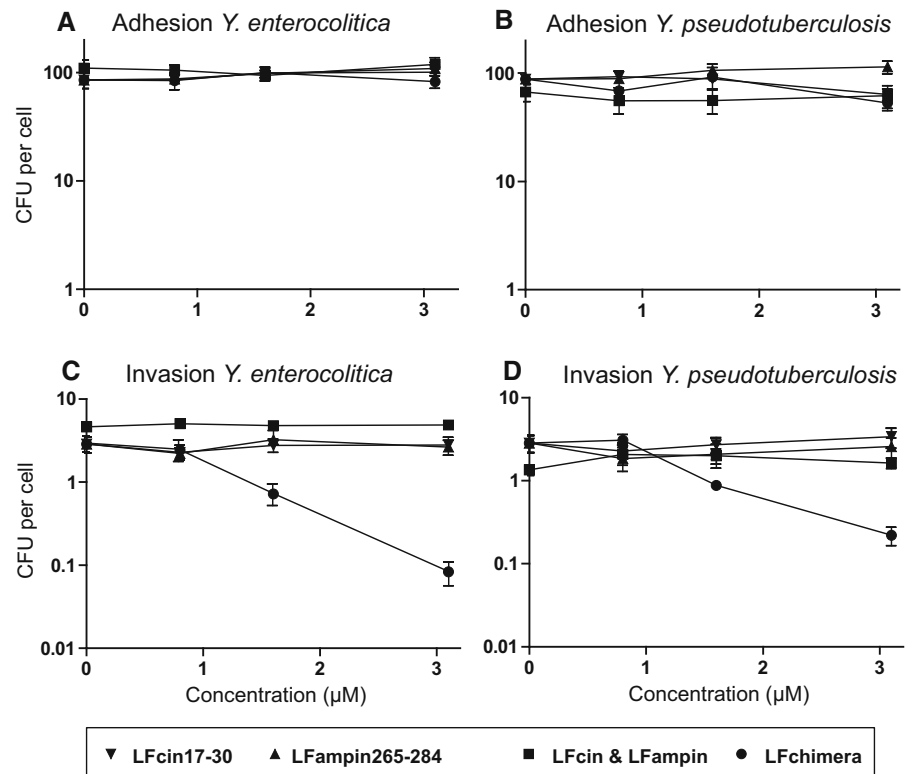 A Adhesion Y. enterocolitica
B Adhesion Y. pseudotuberculosis
CFU per cell
100
10
1
0 1 2 3
100
10
1
0 1 2 3
C Invasion Y. enterocolitica
D Invasion Y. pseudotuberculosis
CFU per cell
10
1
0.1
0.01
0 1 2 3
Concentration (µM)
10
1
0.1
0.01
0 1 2 3
Concentration (µM)
LFcin17-30 LFampin265-284 LFcin & LFampin LFchimera